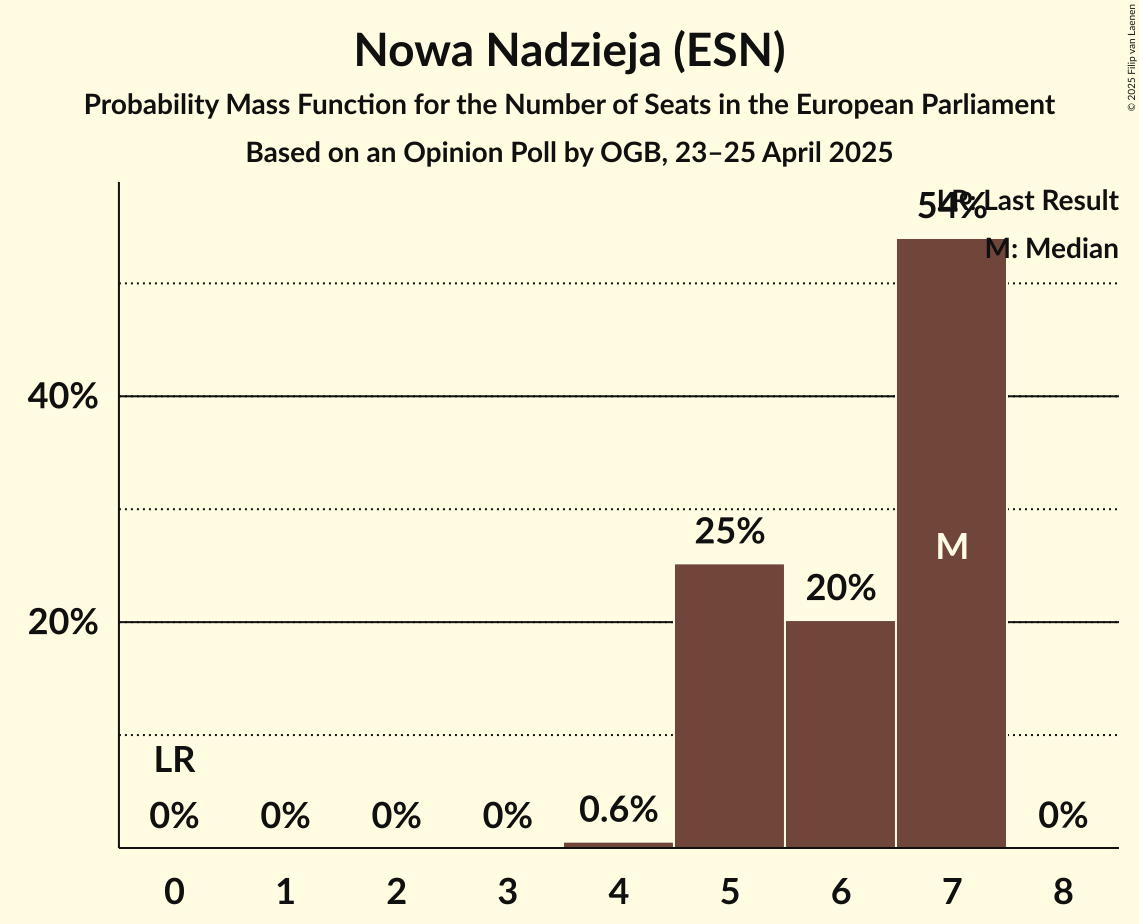 Nowa Nadzieja (ESN)
Probability Mass Function for the Number of Seats in the European Parliament
Based on an Opinion Poll by OGB, 23–25 April 2025
© 2025 Filip van Laenen
LR: Last Result
M: Median
54%
40%
25%
M
20%
20%
LR
0%
0%
0%
0%
0.6%
0%
0
1
2
3
4
5
6
7
8